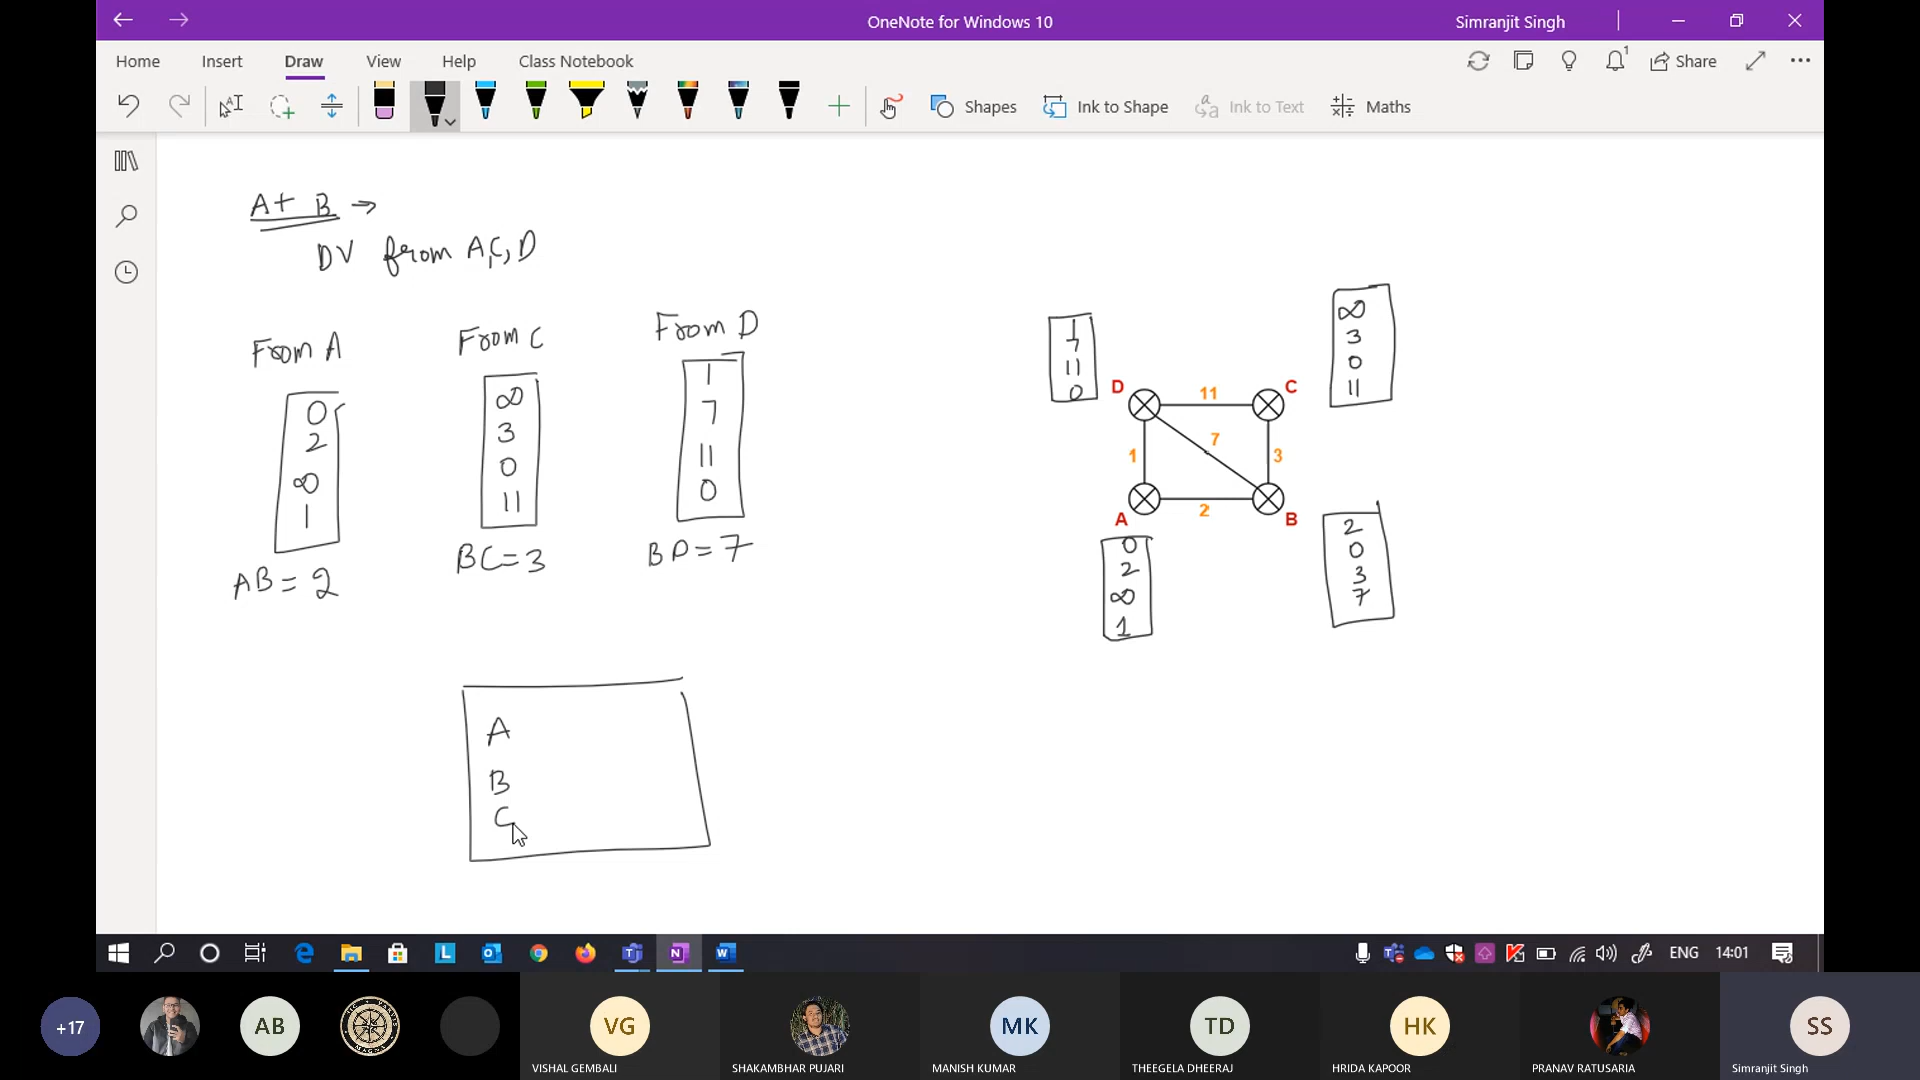 OneNote for Windows 10
Simranjit Singh
Home Insert Draw View Help Class Notebook
1
Share
Shapes
Ink to Shape
Ink to Text
Maths
At B →
DV from A,C,D
From A
0
2
∞
1
AB = 2
From C
∞
3
0
11
BC = 3
From D
1
7
11
0
BD = 7
A
B
C
1
7
11
0
∞
3
0
11
D 11 C
7
1 3
A 2 B
0
2
∞
1
2
0
3
7
ENG 14:01
+17
AB
VG
VISHAL GEMBALI
SHAKAMBHAR PUJARI
MK
MANISH KUMAR
TD
THEEGELA DHEERAJ
HK
HRIDA KAPOOR
PRANAV RATUSARIA
SS
Simranjit Singh